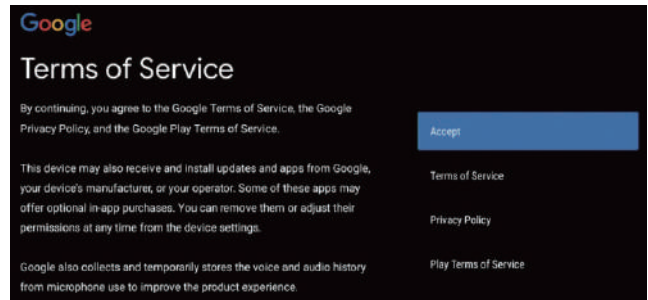 Google
Terms of Service
By continuing, you agree to the Google Terms of Service, the Google
Privacy Policy, and the Google Play Terms of Service.
This device may also receive and install updates and apps from Google,
your device's manufacturer, or your operator. Some of these apps may
offer optional in-app purchases. You can remove them or adjust their
permissions at any time from the device settings.
Google also collects and temporarily stores the voice and audio history
from microphone use to improve the product experience.
Accept
Terms of Service
Privacy Policy
Play Terms of Service